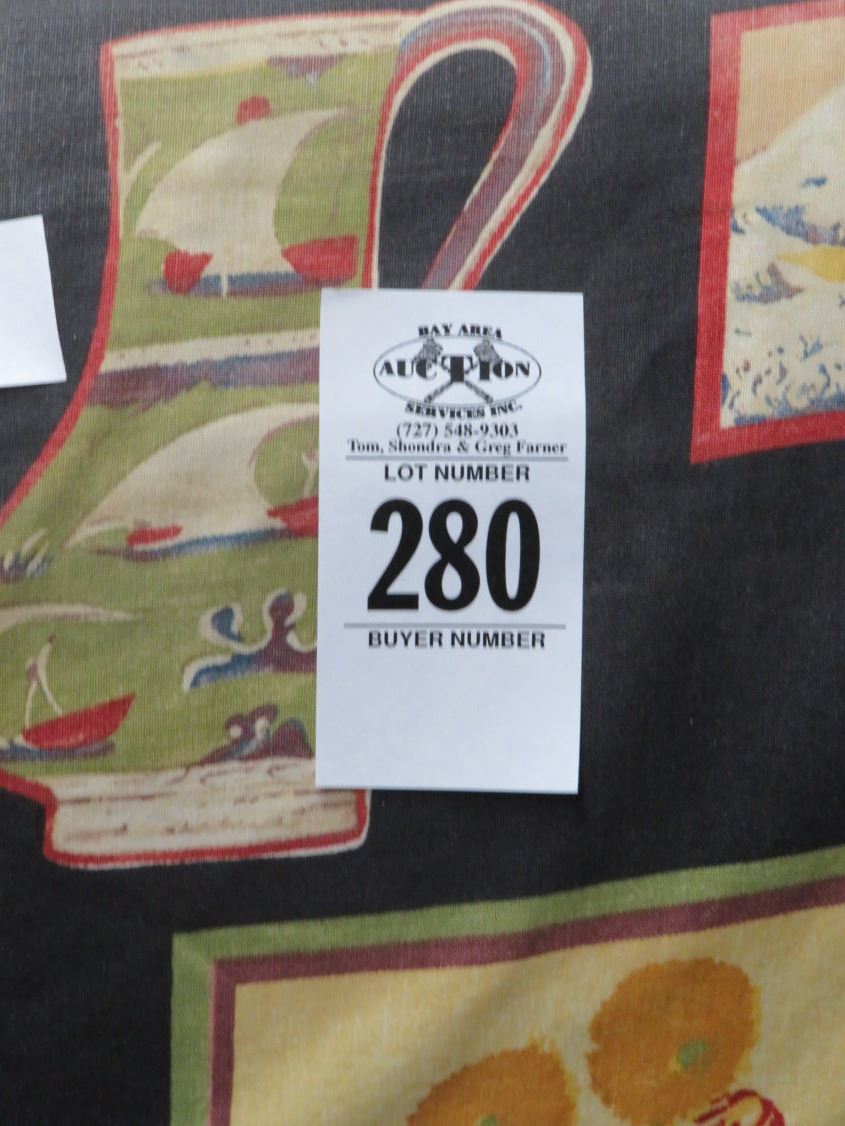 BAY AREA
AUCTION
SERVICES INC.
(727) 548-9303
Tom, Shondra & Greg Farner
LOT NUMBER
280
BUYER NUMBER